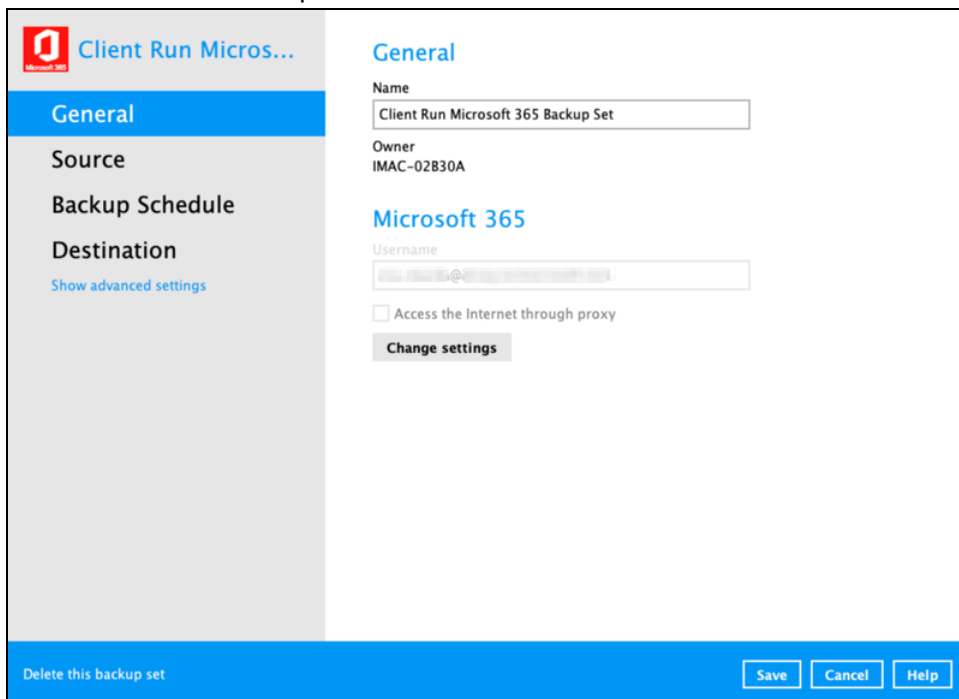 Microsoft 365
Client Run Micros...
General
Source
Backup Schedule
Destination
Show advanced settings
General
Name
Client Run Microsoft 365 Backup Set
Owner
IMAC-02B30A
Microsoft 365
Username
@
Access the Internet through proxy
Change settings
Delete this backup set
Save Cancel Help